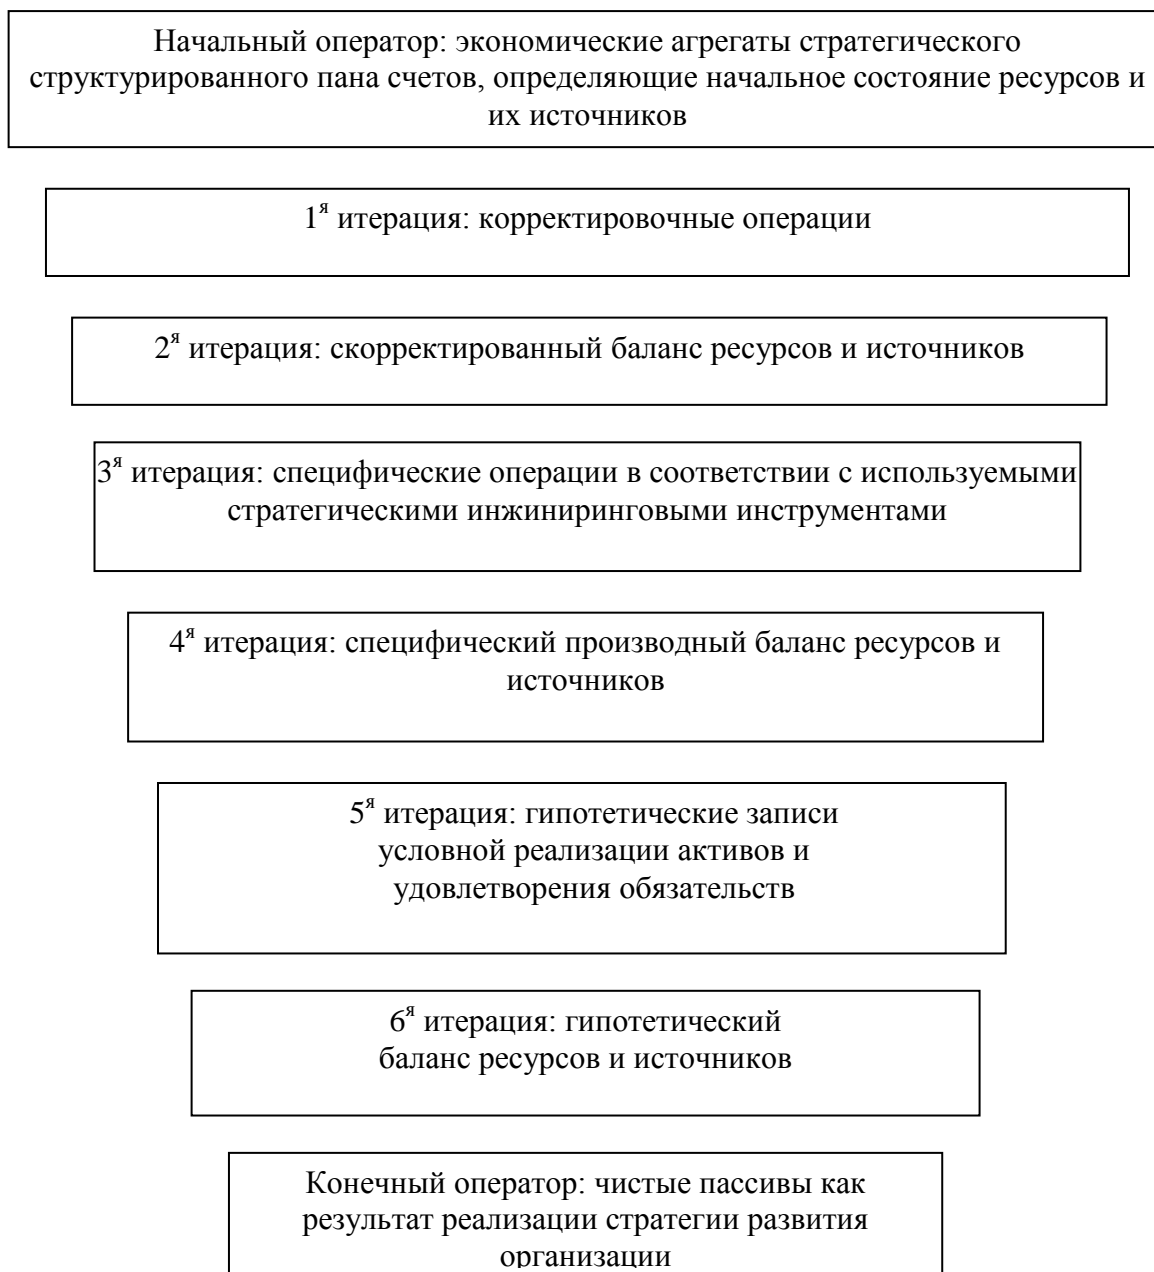 Начальный оператор: экономические агрегаты стратегического
структурированного пана счетов, определяющие начальное состояние ресурсов и
их источников
1я итерация: корректировочные операции
2я итерация: скорректированный баланс ресурсов и источников
3я итерация: специфические операции в соответствии с используемыми
стратегическими инжиниринговыми инструментами
4я итерация: специфический производный баланс ресурсов и
источников
5я итерация: гипотетические записи
условной реализации активов и
удовлетворения обязательств
6я итерация: гипотетический
баланс ресурсов и источников
Конечный оператор: чистые пассивы как
результат реализации стратегии развития
организации